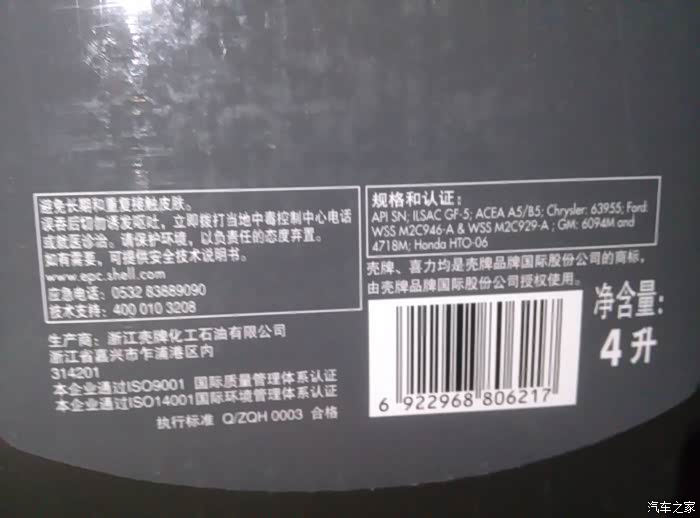 避免长期和重复接触皮肤。
误吞后切勿诱发呕吐，立即拨打当地中毒控制中心电话
或就医诊治。请保护环境，以负责任的态度弃置。
如有需要，可提供安全技术说明书。
www.epc.shell.com
应急电话：0532 83889090
技术支持：400 010 3208
生产商：浙江壳牌化工石油有限公司
浙江省嘉兴市乍浦港区内
314201
本企业通过ISO9001 国际质量管理体系认证
本企业通过ISO14001国际环境管理体系认证
执行标准 Q/ZQH 0003 合格
规格和认证：
API SN; ILSAC GF-5; ACEA A5/B5; Chrysler: 63955; Ford:
WSS M2C946-A & WSS M2C929-A ; GM: 6094M and
4718M; Honda HTO-06
壳牌、喜力均是壳牌品牌国际股份公司的商标，
由壳牌品牌国际股份公司授权使用。
6 922968 806217
净含量：
4 升
汽车之家